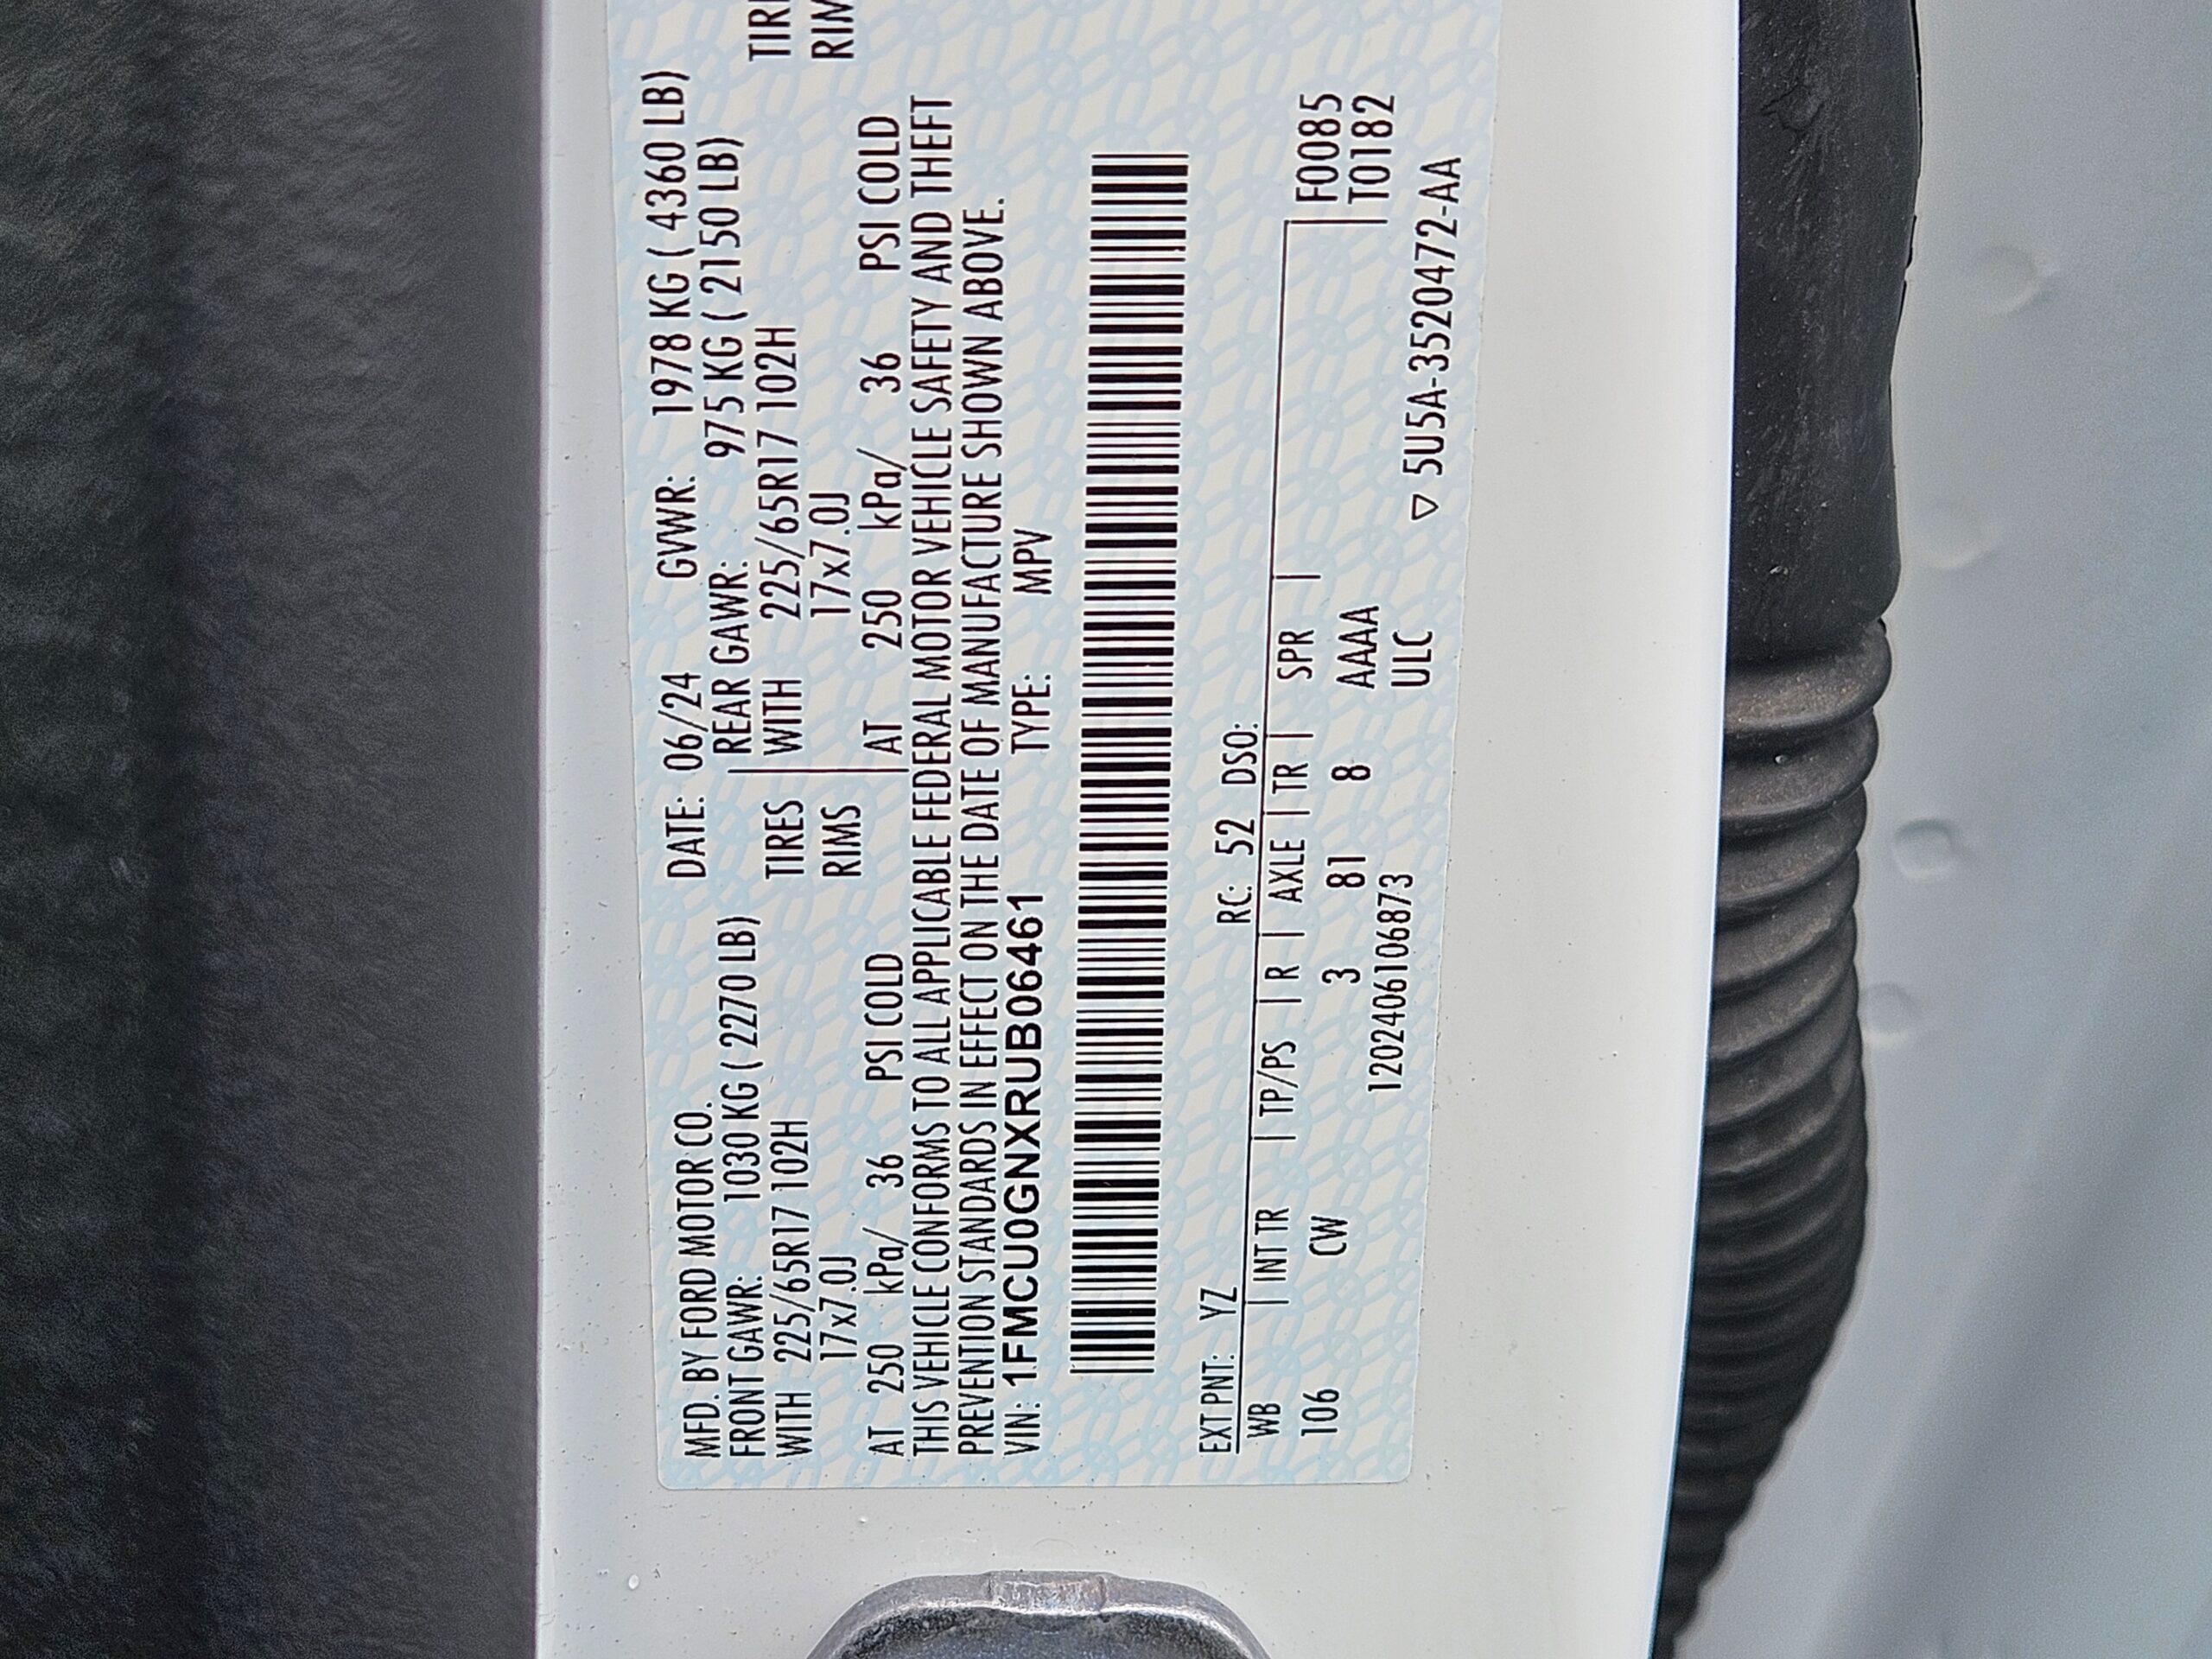 MFD. BY FORD MOTOR CO. DATE: 06/24 GVWR: 1978 KG ( 4360 LB)
FRONT GAWR: 1030 KG ( 2270 LB) REAR GAWR: 975 KG ( 2150 LB)
WITH 225/65R17 102H TIRES WITH 225/65R17 102H TIR
17x7.0J RIMS 17x7.0J RIM
AT 250 kPa/ 36 PSI COLD AT 250 kPa/ 36 PSI COLD
THIS VEHICLE CONFORMS TO ALL APPLICABLE FEDERAL MOTOR VEHICLE SAFETY AND THEFT
PREVENTION STANDARDS IN EFFECT ON THE DATE OF MANUFACTURE SHOWN ABOVE.
VIN: 1FMCU0GNXRUB06461 TYPE: MPV
EXT PNT: YZ RC: 52 DSO:
WB | INT TR | TP/PS | R | AXLE | TR | SPR | F0085
106 CW 3 81 8 AAAA T0182
1202406106873 ULC ▽ 5U5A-3520472-AA